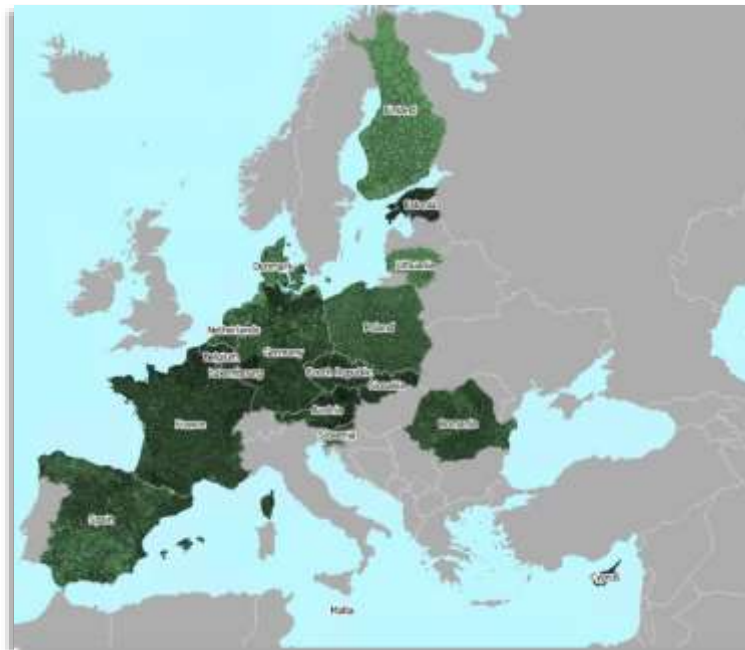 Finland
Estonia
Lithuania
Denmark
Netherlands
Poland
Belgium
Germany
Luxembourg
Czech Republic
Slovakia
Austria
France
Slovenia
Romania
Spain
Cyprus
Malta